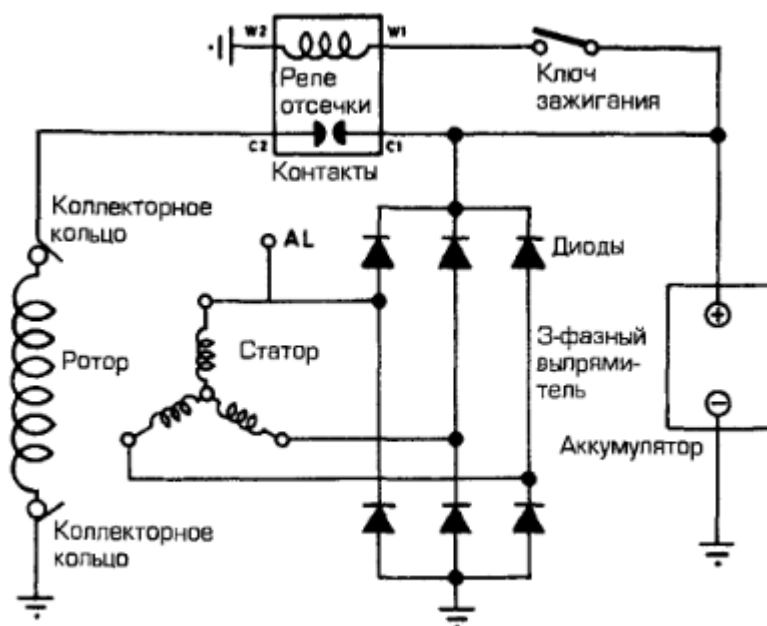 W2
W1
Реле
отсечки
Ключ
зажигания
C2
C1
Контакты
Коллекторное
кольцо
AL
Диоды
Ротор
Статор
3-фазный
выпрями-
тель
Аккумулятор
Коллекторное
кольцо